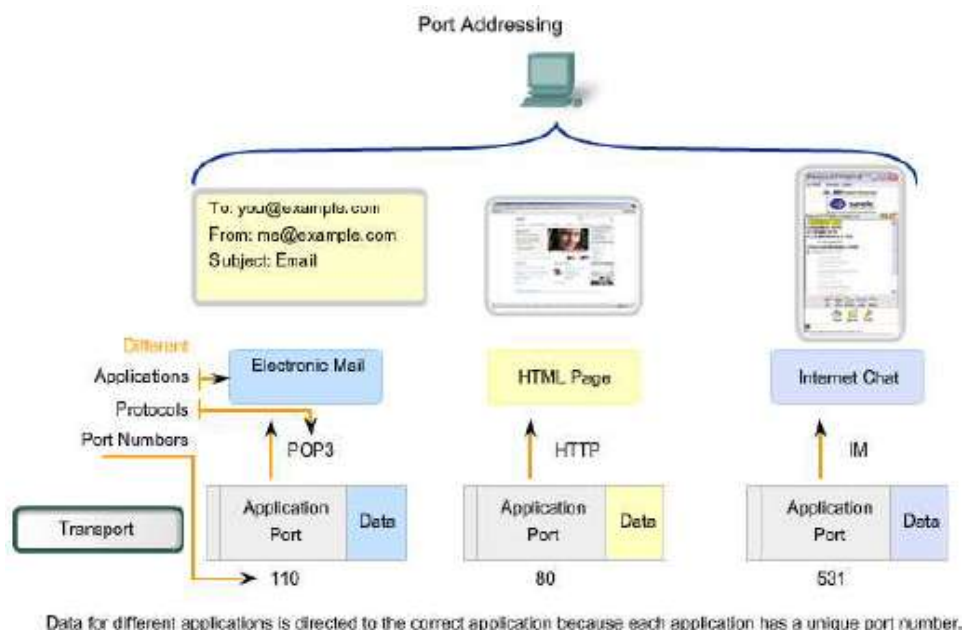 Port Addressing
To: you@example.com
From: me@example.com
Subject: Email
Different
Applications
Protocols
Port Numbers
Electronic Mail
HTML Page
Internet Chat
POP3
HTTP
IM
Transport
Application
Port
Data
Application
Port
Data
Application
Port
Data
110
80
531
Data for different applications is directed to the correct application because each application has a unique port number.